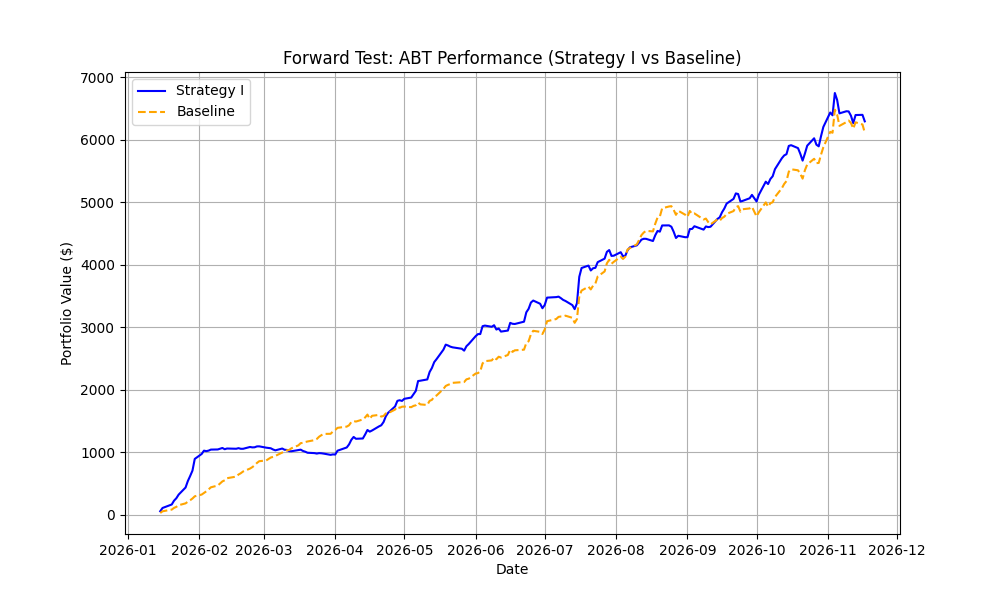 Forward Test: ABT Performance (Strategy I vs Baseline)
Strategy I
Baseline
Portfolio Value ($)
7000
6000
5000
4000
3000
2000
1000
0
2026-01 2026-02 2026-03 2026-04 2026-05 2026-06 2026-07 2026-08 2026-09 2026-10 2026-11 2026-12
Date